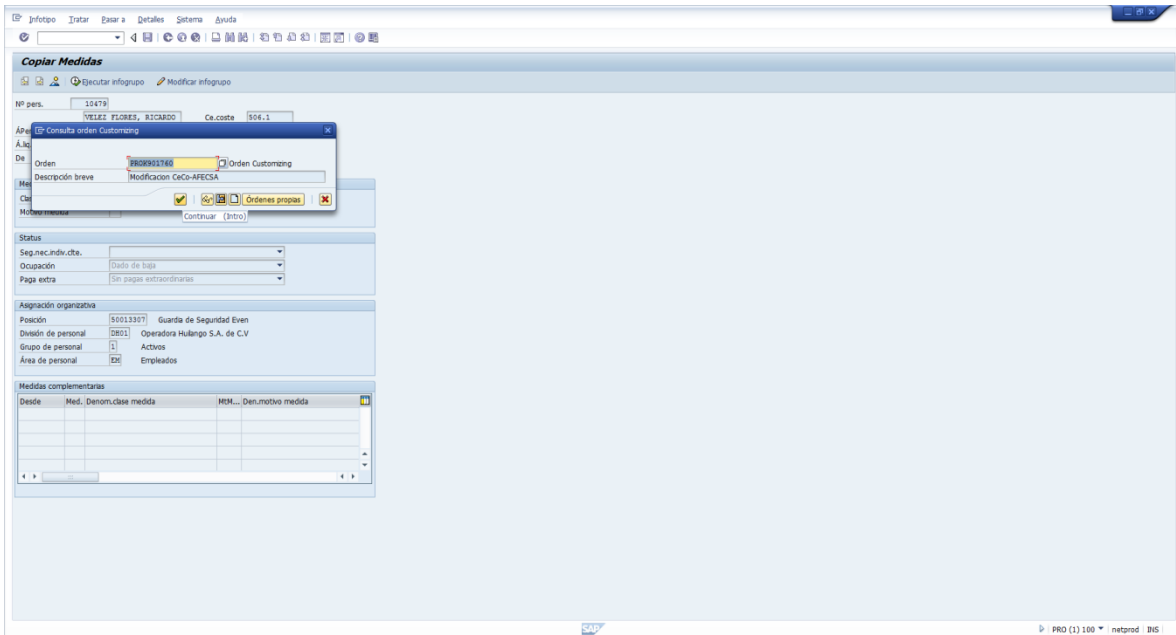 Infotipo Tratar Pasar a Detalles Sistema Ayuda
Copiar Medidas
Ejecutar infogrupo Modificar infogrupo
Nº pers. 10479
VELEZ FLORES, RICARDO Ce.coste 506.1
Consulta orden Customizing
De
Orden PROK901760 Orden Customizing
Descripción breve Modificacion CeCo-AFECSA
Órdenes propias
Continuar (Intro)
Motivo medida
Status
Seg.nec.indiv.clte.
Ocupación Dado de baja
Paga extra Sin pagas extraordinarias
Asignación organizativa
Posición 50013307 Guardia de Seguridad Even
División de personal DH01 Operadora Hulango S.A. de C.V
Grupo de personal 1 Activos
Área de personal EM Empleados
Medidas complementarias
Desde Med. Denom.clase medida MtM... Den.motivo medida
SAP
PRO (1) 100 netprod INS